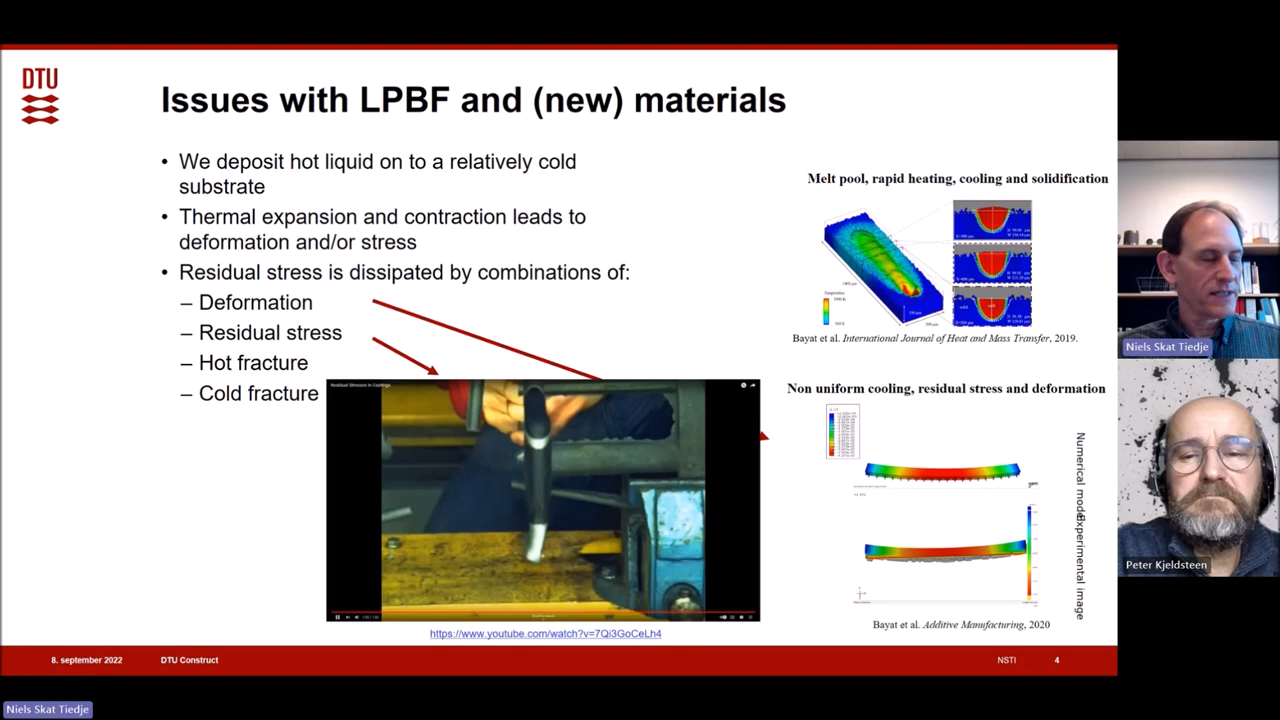 DTU
Issues with LPBF and (new) materials
• We deposit hot liquid on to a relatively cold
substrate
• Thermal expansion and contraction leads to
deformation and/or stress
• Residual stress is dissipated by combinations of:
– Deformation
– Residual stress
– Hot fracture
– Cold fracture
Residual Stresses in Castings
https://www.youtube.com/watch?v=7Qi3GoCeLh4
Melt pool, rapid heating, cooling and solidification
Temperature
Bayat et al. International Journal of Heat and Mass Transfer, 2019.
Non uniform cooling, residual stress and deformation
Numerical model
Experimental image
Bayat et al. Additive Manufacturing, 2020
8. september 2022
DTU Construct
NSTI
4
Niels Skat Tiedje
Peter Kjeldsteen
Niels Skat Tiedje